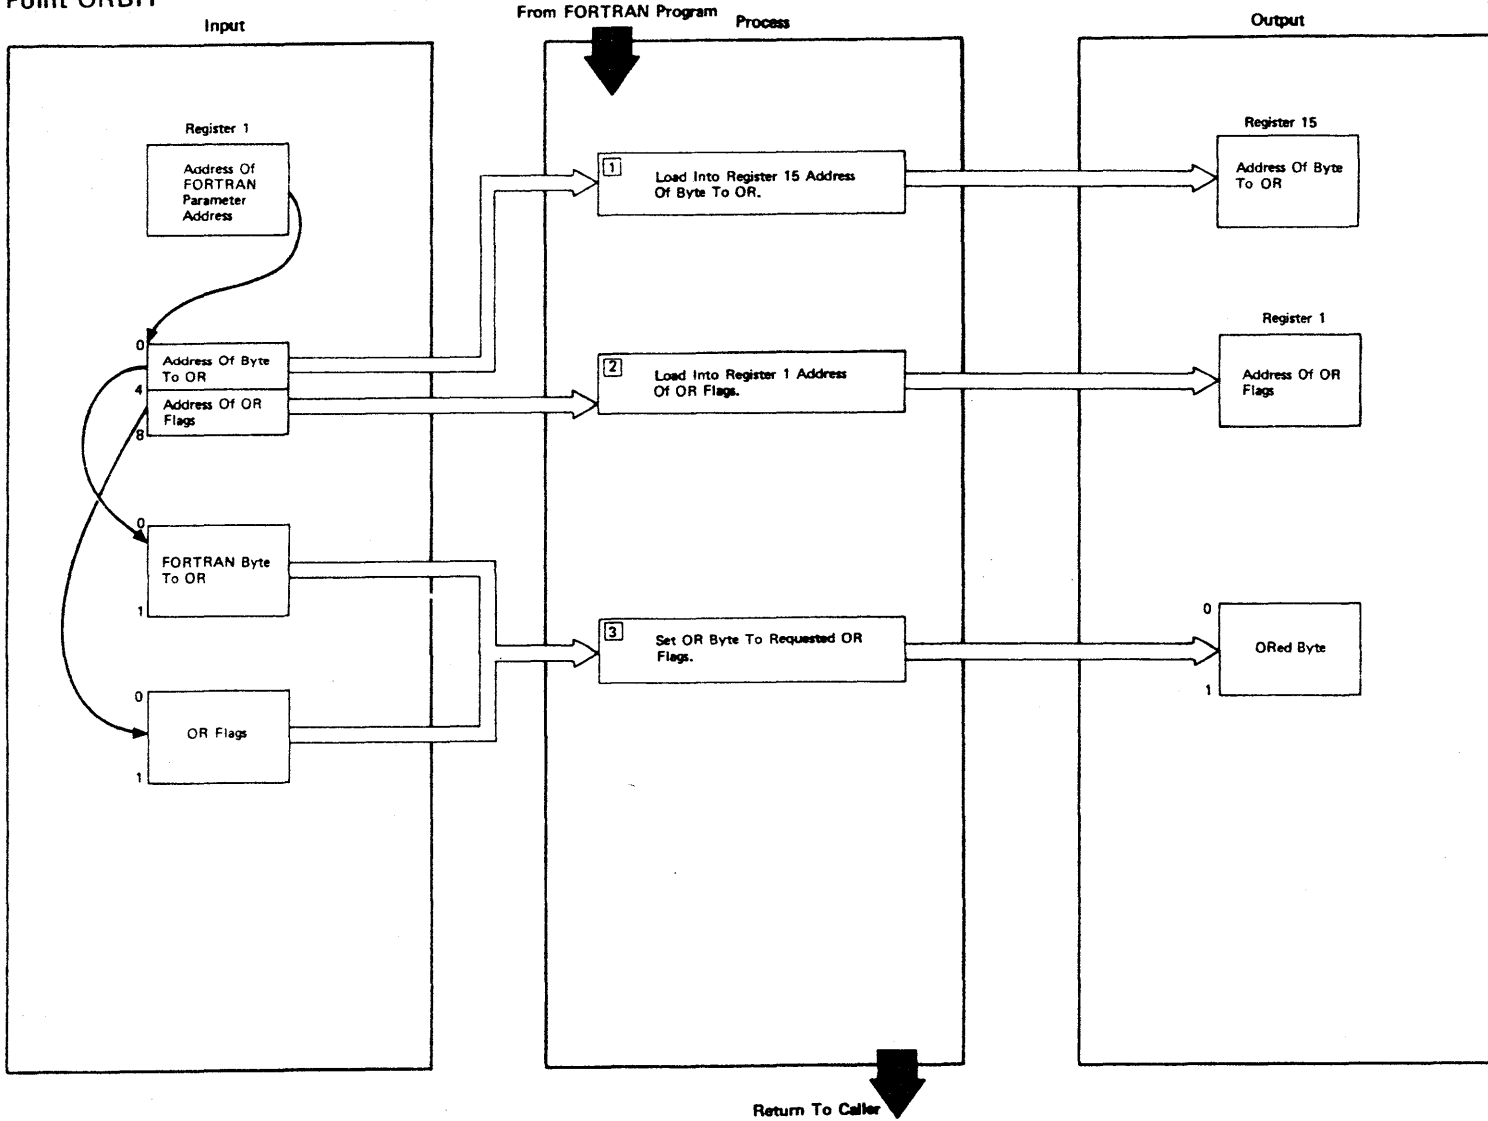 Point ORBIT
Input
From FORTRAN Program
Process
Output
Register 1
Address Of
FORTRAN
Parameter
Address
1
Load Into Register 15 Address
Of Byte To OR.
Register 15
Address Of Byte
To OR
0
Address Of Byte
To OR
4
Address Of OR
Flags
8
2
Load Into Register 1 Address
Of OR Flags.
Register 1
Address Of OR
Flags
0
FORTRAN Byte
To OR
1
0
OR Flags
1
3
Set OR Byte To Requested OR
Flags.
0
ORed Byte
1
Return To Caller